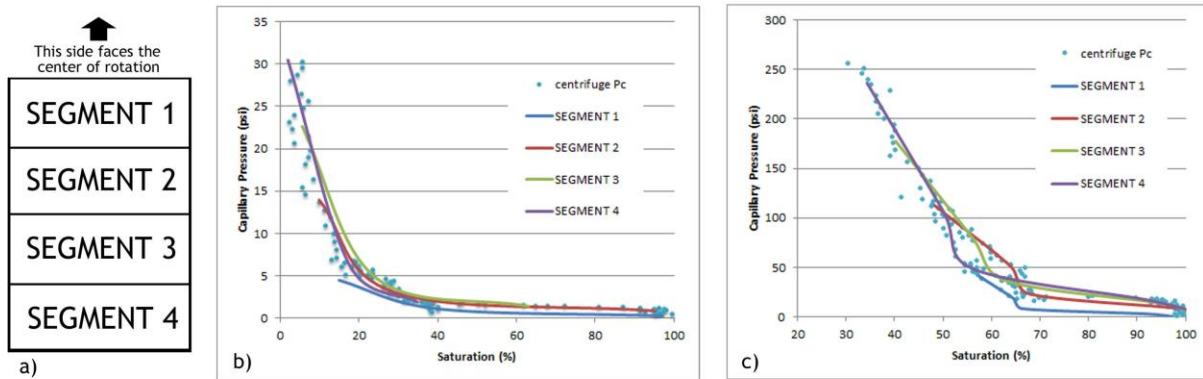 This side faces the
center of rotation
SEGMENT 1
SEGMENT 2
SEGMENT 3
SEGMENT 4
a)
35
30
25
20
15
10
5
0
Capillary Pressure (psi)
centrifuge Pc
SEGMENT 1
SEGMENT 2
SEGMENT 3
SEGMENT 4
0 20 40 60 80 100
Saturation (%)
b)
300
250
200
150
100
50
0
Capillary Pressure (psi)
centrifuge Pc
SEGMENT 1
SEGMENT 2
SEGMENT 3
SEGMENT 4
20 30 40 50 60 70 80 90 100
Saturation (%)
c)